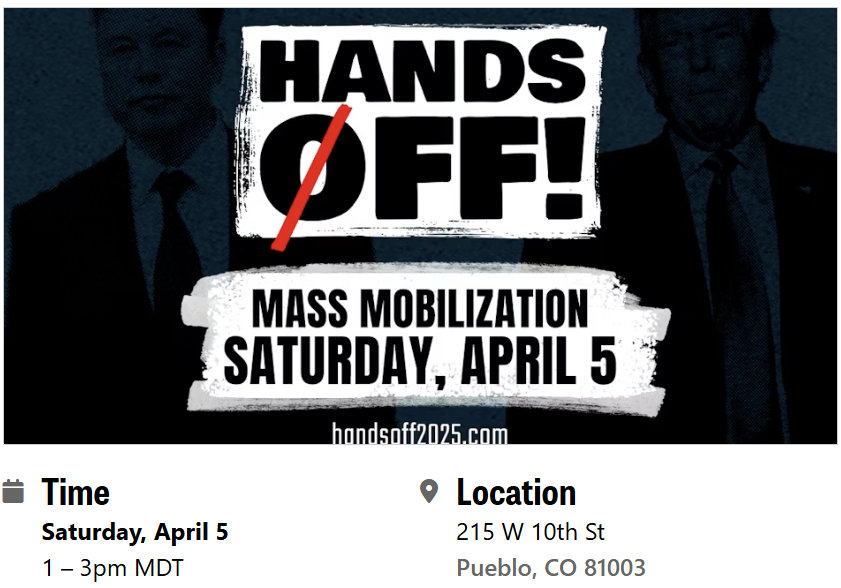 HANDS
OFF!
MASS MOBILIZATION
SATURDAY, APRIL 5
handsoff2025.com
Time
Saturday, April 5
1 – 3pm MDT
Location
215 W 10th St
Pueblo, CO 81003